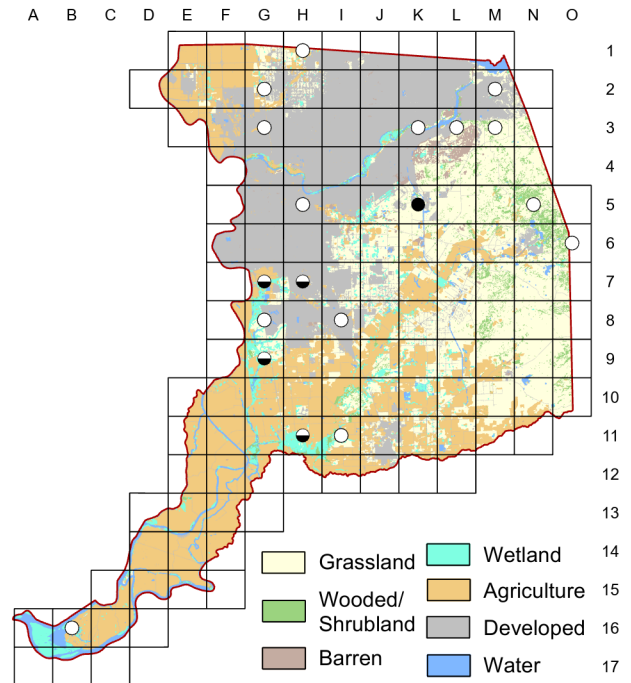 A B C D E F G H I J K L M N O
1
2
3
4
5
6
7
8
9
10
11
12
13
14
15
16
17
Grassland
Wooded/
Shrubland
Barren
Wetland
Agriculture
Developed
Water